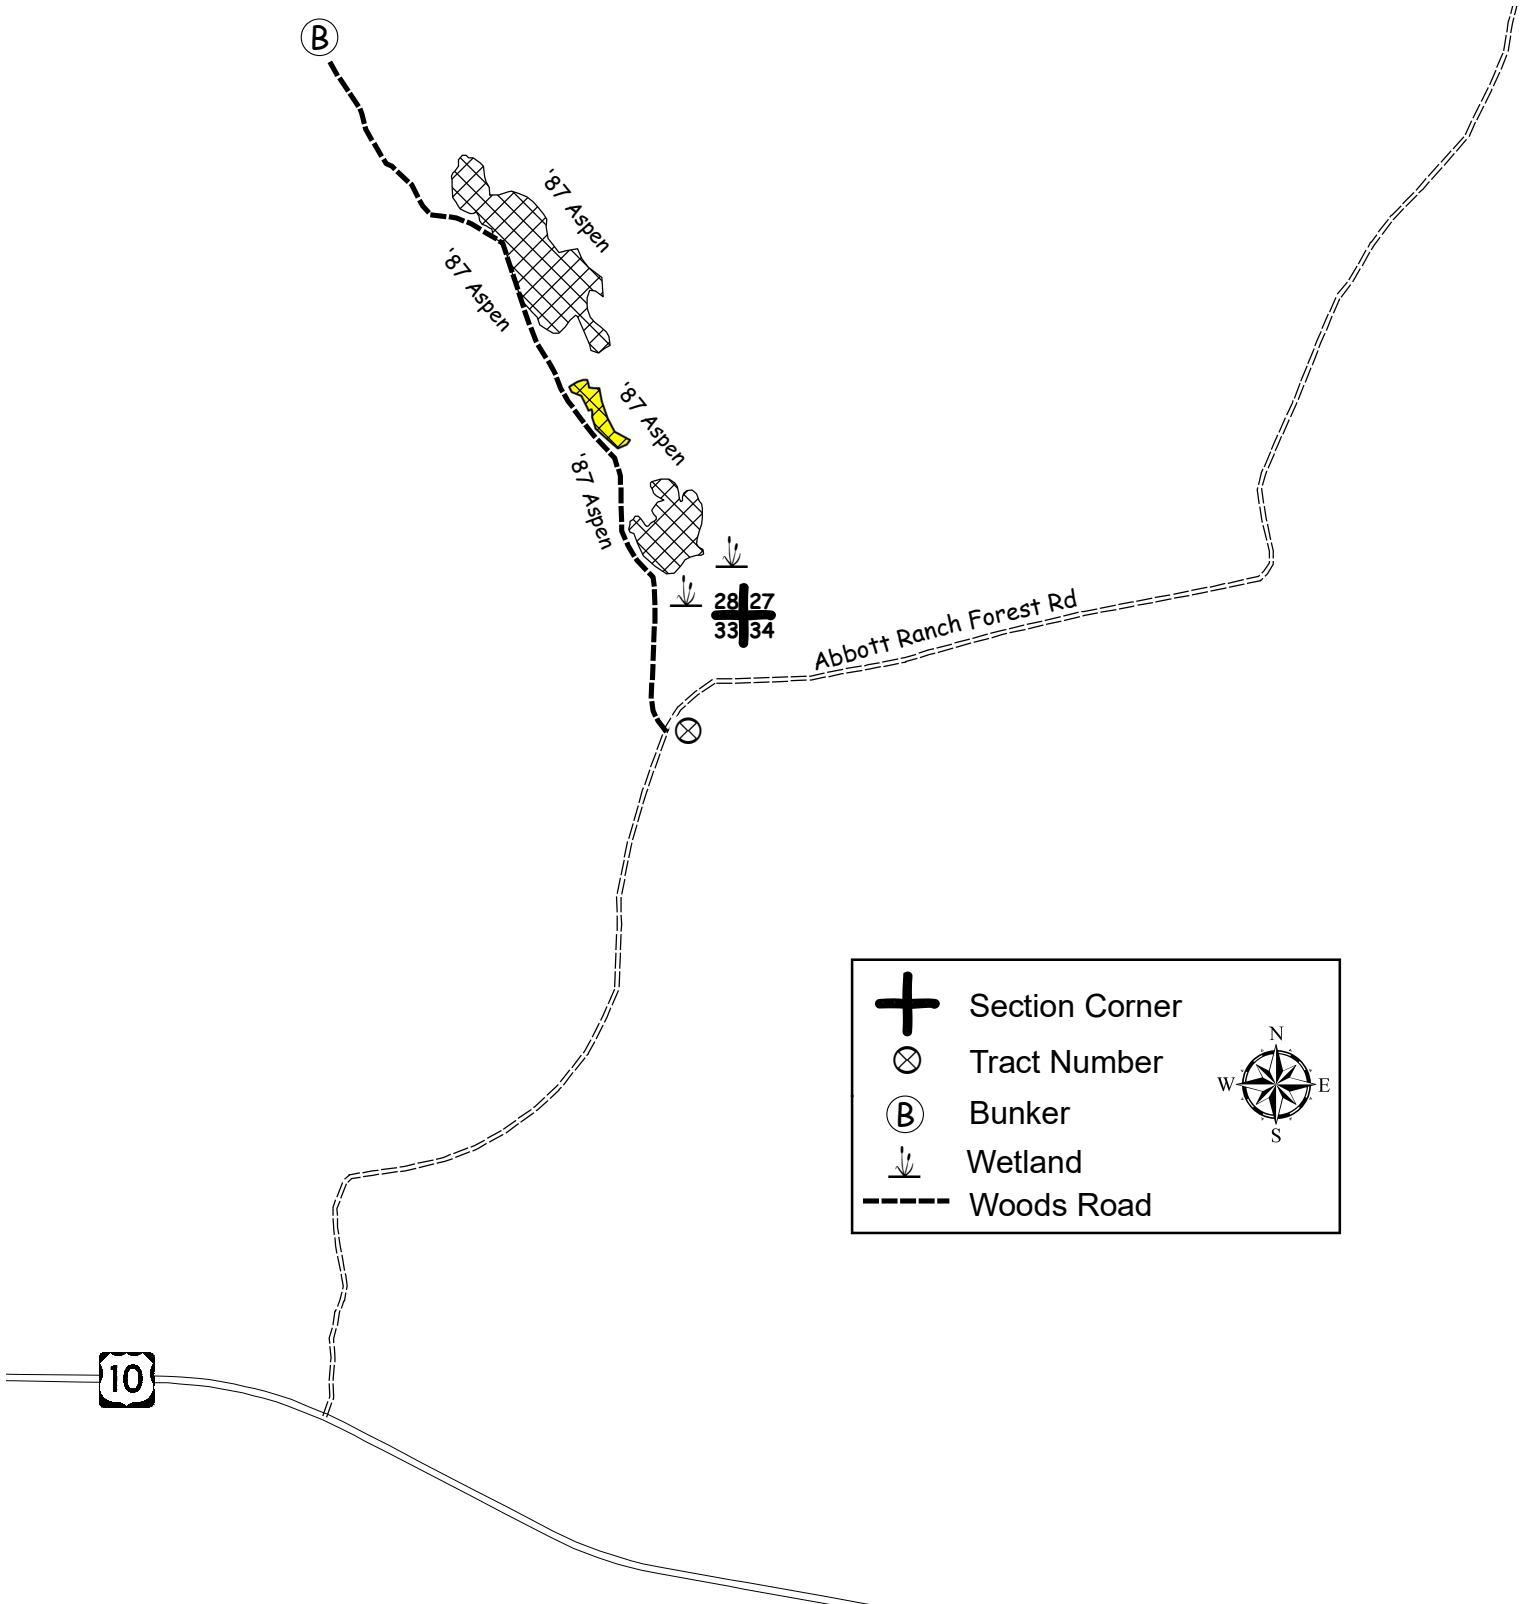 B
'87 Aspen
'87 Aspen
'87 Aspen
'87 Aspen
28 27
33 34
Abbott Ranch Forest Rd
Section Corner
Tract Number
B Bunker
Wetland
Woods Road
N
W E
S
10